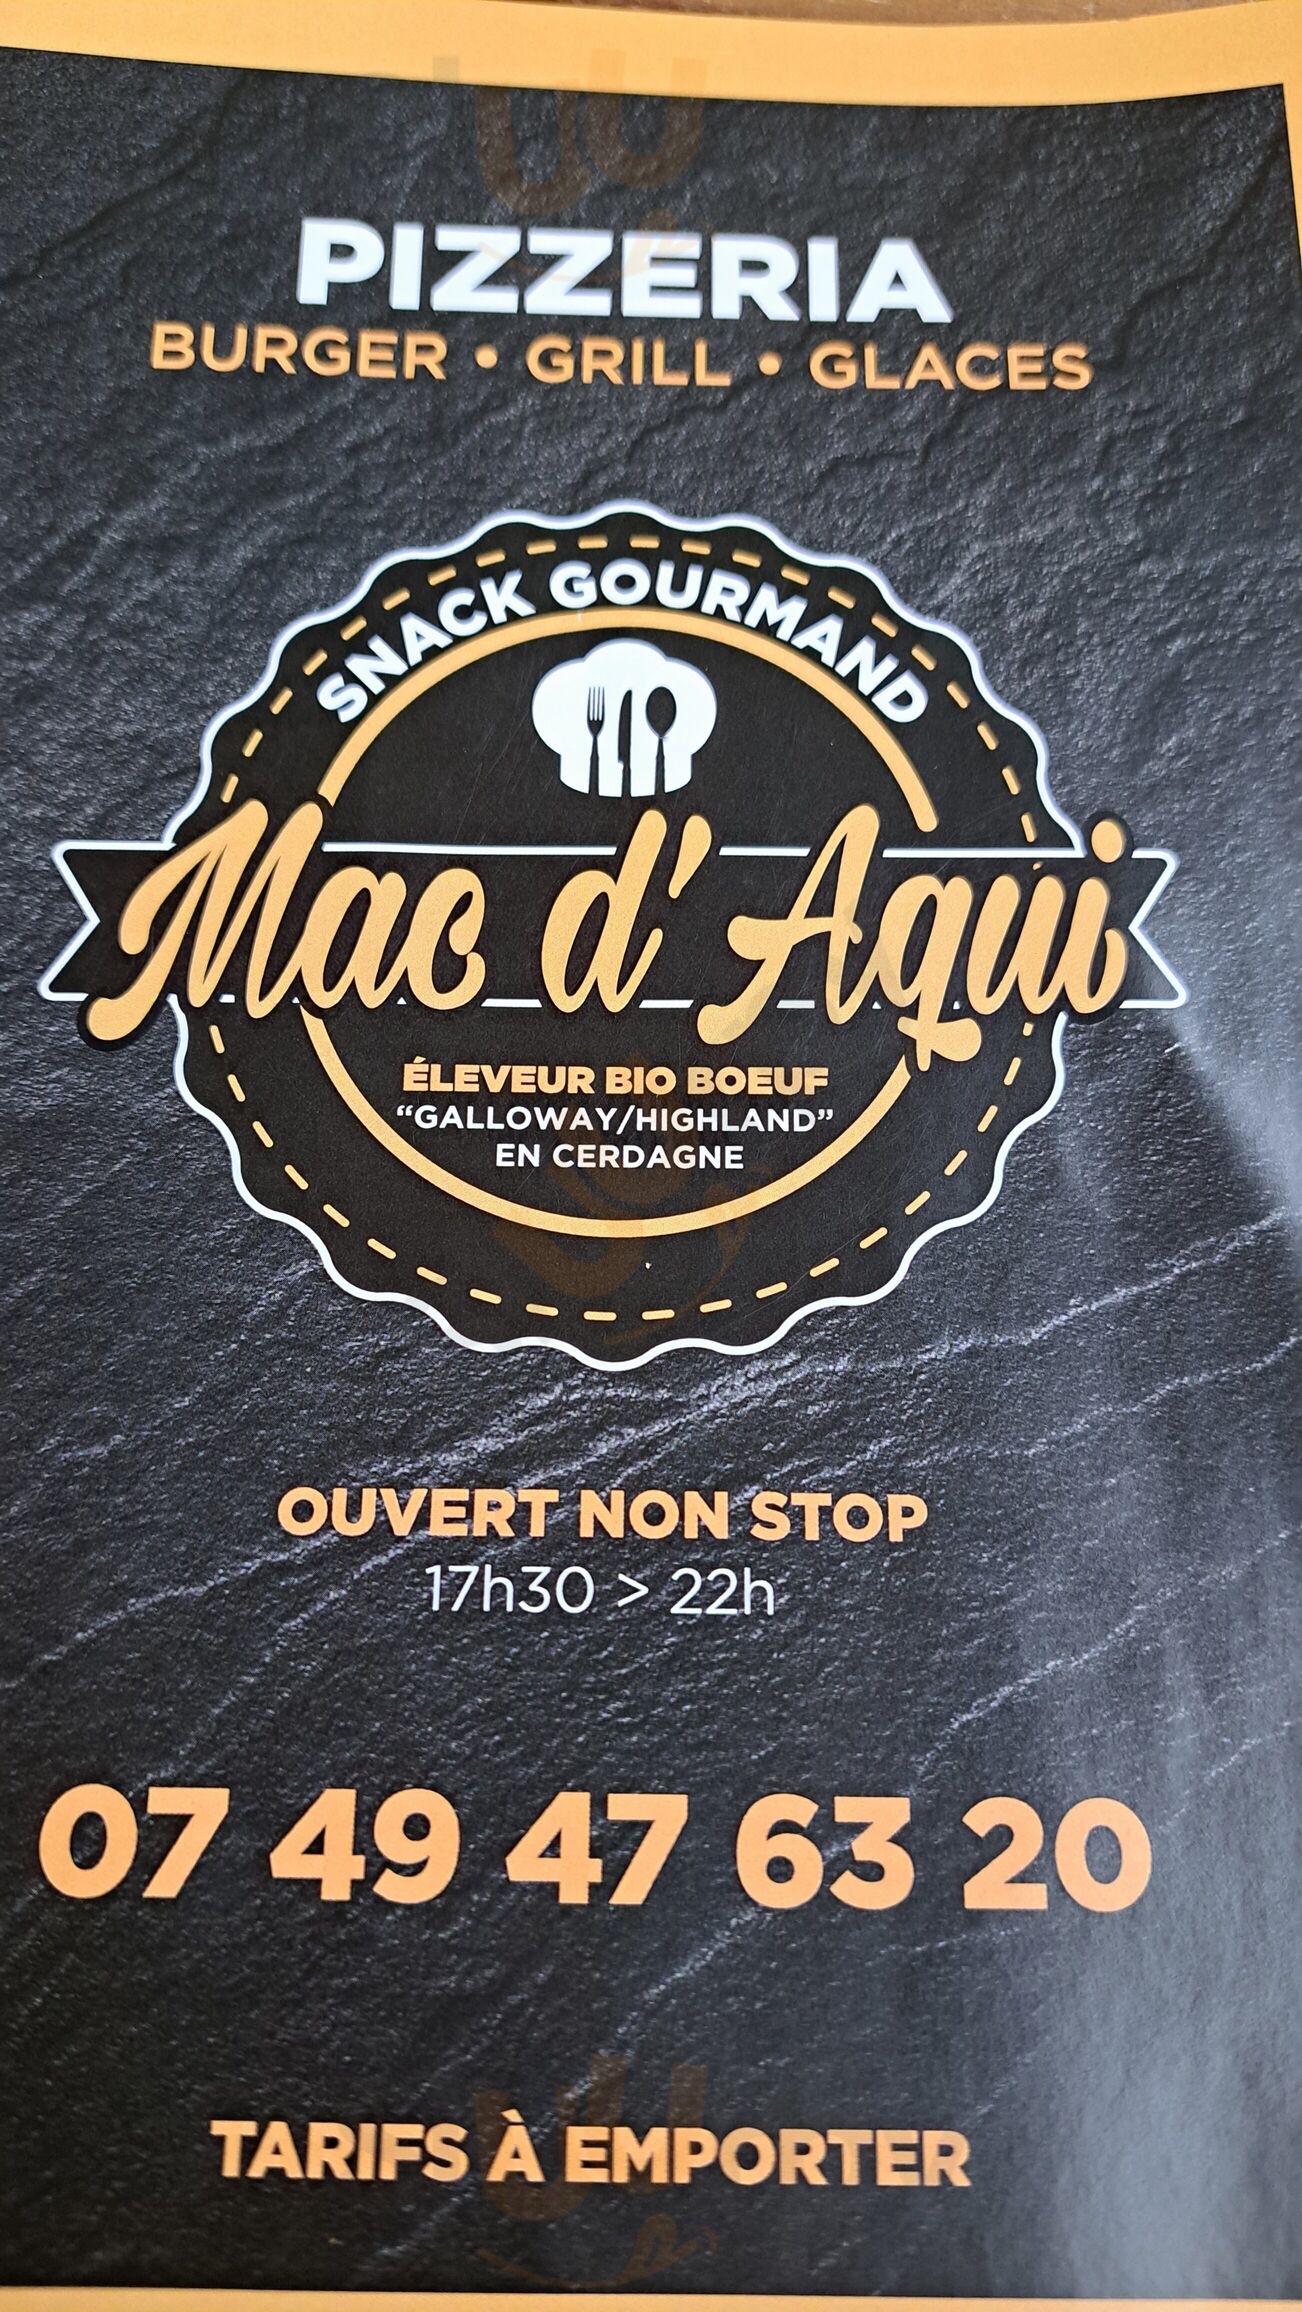 PIZZERIA
BURGER • GRILL • GLACES
SNACK GOURMAND
Mac d'Aqui
ÉLEVEUR BIO BOEUF
“GALLOWAY/HIGHLAND”
EN CERDAGNE
OUVERT NON STOP
17h30 > 22h
07 49 47 63 20
TARIFS À EMPORTER